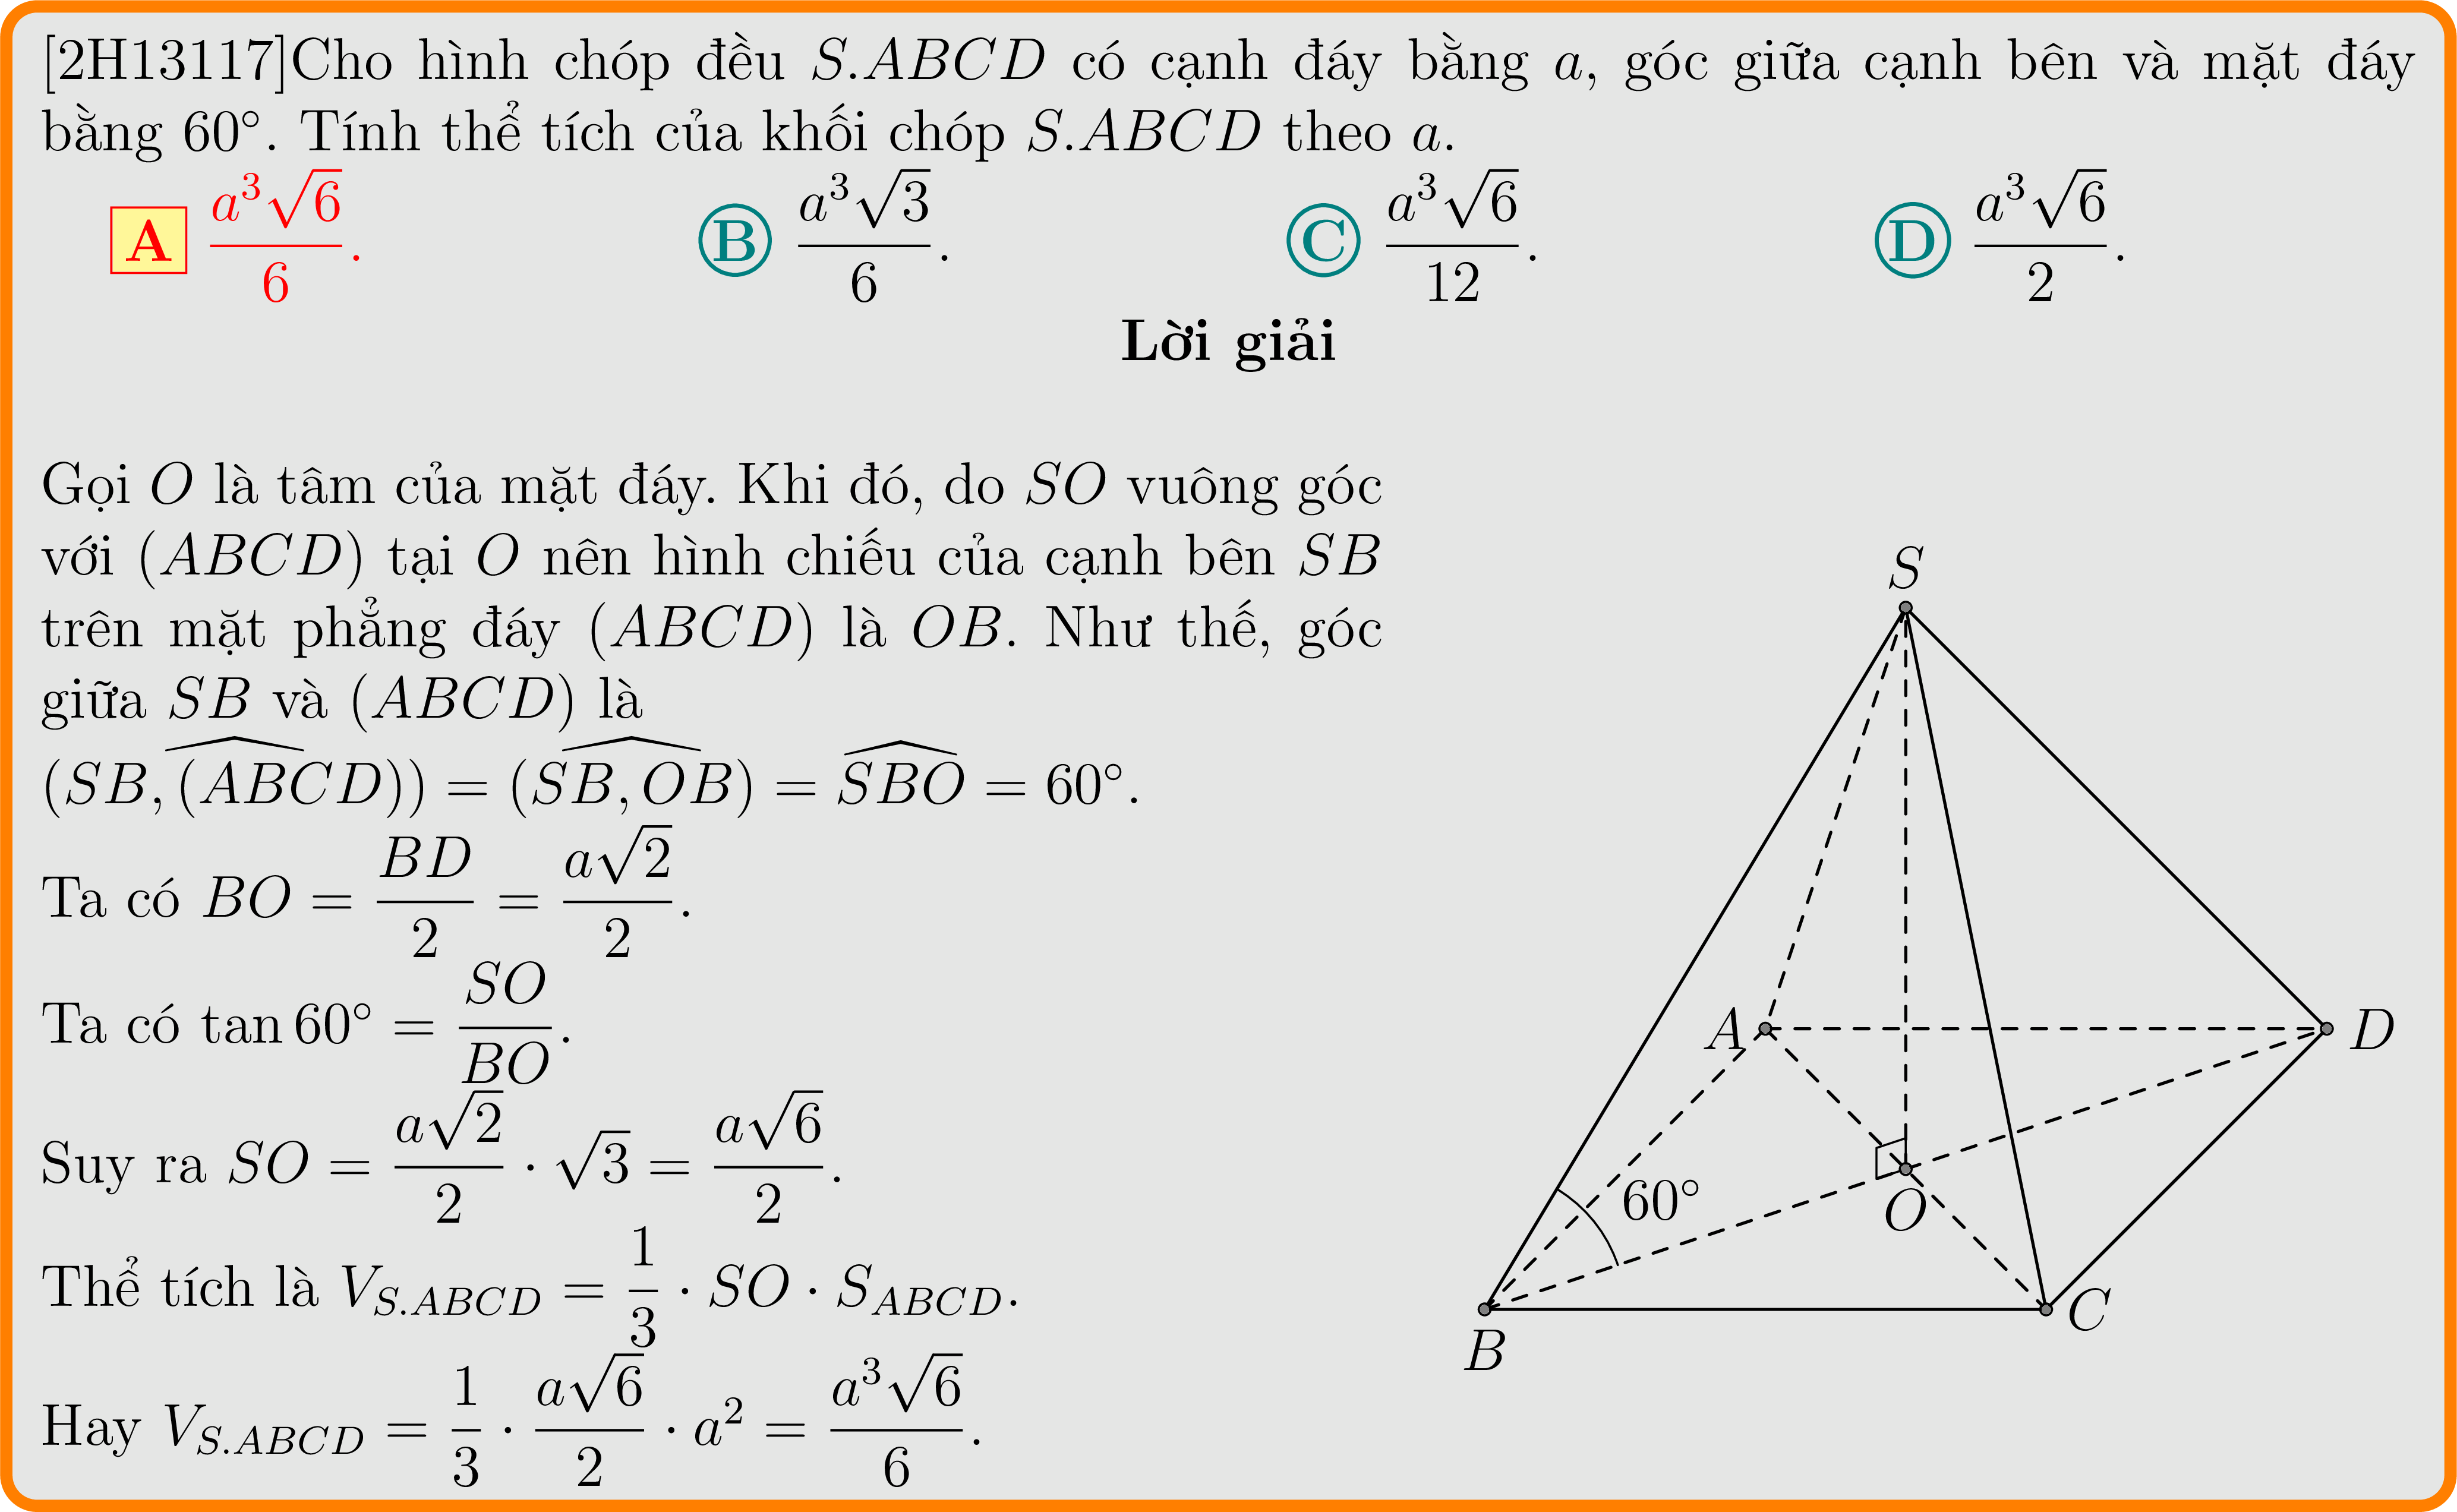 [2H13117]Cho hình chóp đều S.ABCD có cạnh đáy bằng a, góc giữa cạnh bên và mặt đáy
bằng 60°. Tính thể tích của khối chóp S.ABCD theo a.
A \frac{a^3\sqrt{6}}{6}. B \frac{a^3\sqrt{3}}{6}. C \frac{a^3\sqrt{6}}{12}. D \frac{a^3\sqrt{6}}{2}.
Lời giải
Gọi O là tâm của mặt đáy. Khi đó, do SO vuông góc
với (ABCD) tại O nên hình chiếu của cạnh bên SB
trên mặt phẳng đáy (ABCD) là OB. Như thế, góc
giữa SB và (ABCD) là
\widehat{(SB, (ABCD))} = \widehat{(SB, OB)} = \widehat{SBO} = 60°.
Ta có BO = \frac{BD}{2} = \frac{a\sqrt{2}}{2}.
Ta có tan 60° = \frac{SO}{BO}.
Suy ra SO = \frac{a\sqrt{2}}{2} · \sqrt{3} = \frac{a\sqrt{6}}{2}.
Thể tích là V_{S.ABCD} = \frac{1}{3} · SO · S_{ABCD}.
Hay V_{S.ABCD} = \frac{1}{3} · \frac{a\sqrt{6}}{2} · a^2 = \frac{a^3\sqrt{6}}{6}.
S
A
D
60°
O
C
B